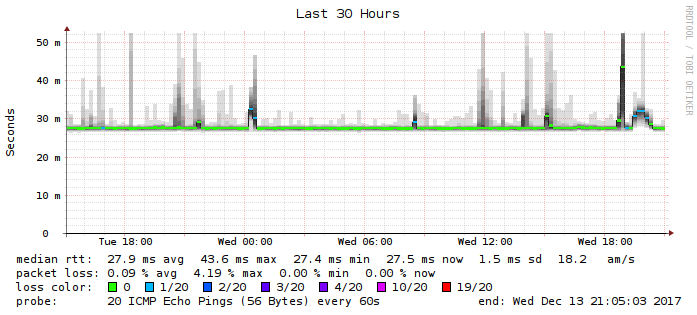 Last 30 Hours
RRDTOOL / TOBI OETIKER
Seconds
50 m
40 m
30 m
20 m
10 m
0
Tue 18:00 Wed 00:00 Wed 06:00 Wed 12:00 Wed 18:00
median rtt: 27.9 ms avg 43.6 ms max 27.4 ms min 27.5 ms now 1.5 ms sd 18.2 am/s
packet loss: 0.09 % avg 4.19 % max 0.00 % min 0.00 % now
loss color: 0 1/20 2/20 3/20 4/20 10/20 19/20
probe: 20 ICMP Echo Pings (56 Bytes) every 60s end: Wed Dec 13 21:05:03 2017